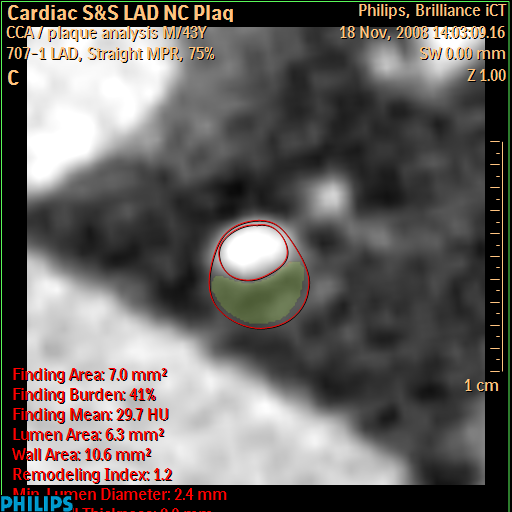 Cardiac S&S LAD NC Plaq
Philips, Brilliance iCT
CCA / plaque analysis M/43Y
18 Nov, 2008 14:03:09.16
707-1 LAD, Straight MPR, 75%
SW 0.00 mm
C
Z 1.00
1 cm
Finding Area: 7.0 mm²
Finding Burden: 41%
Finding Mean: 29.7 HU
Lumen Area: 6.3 mm²
Wall Area: 10.6 mm²
Remodeling Index: 1.2
Min. Lumen Diameter: 2.4 mm
PHILIPS